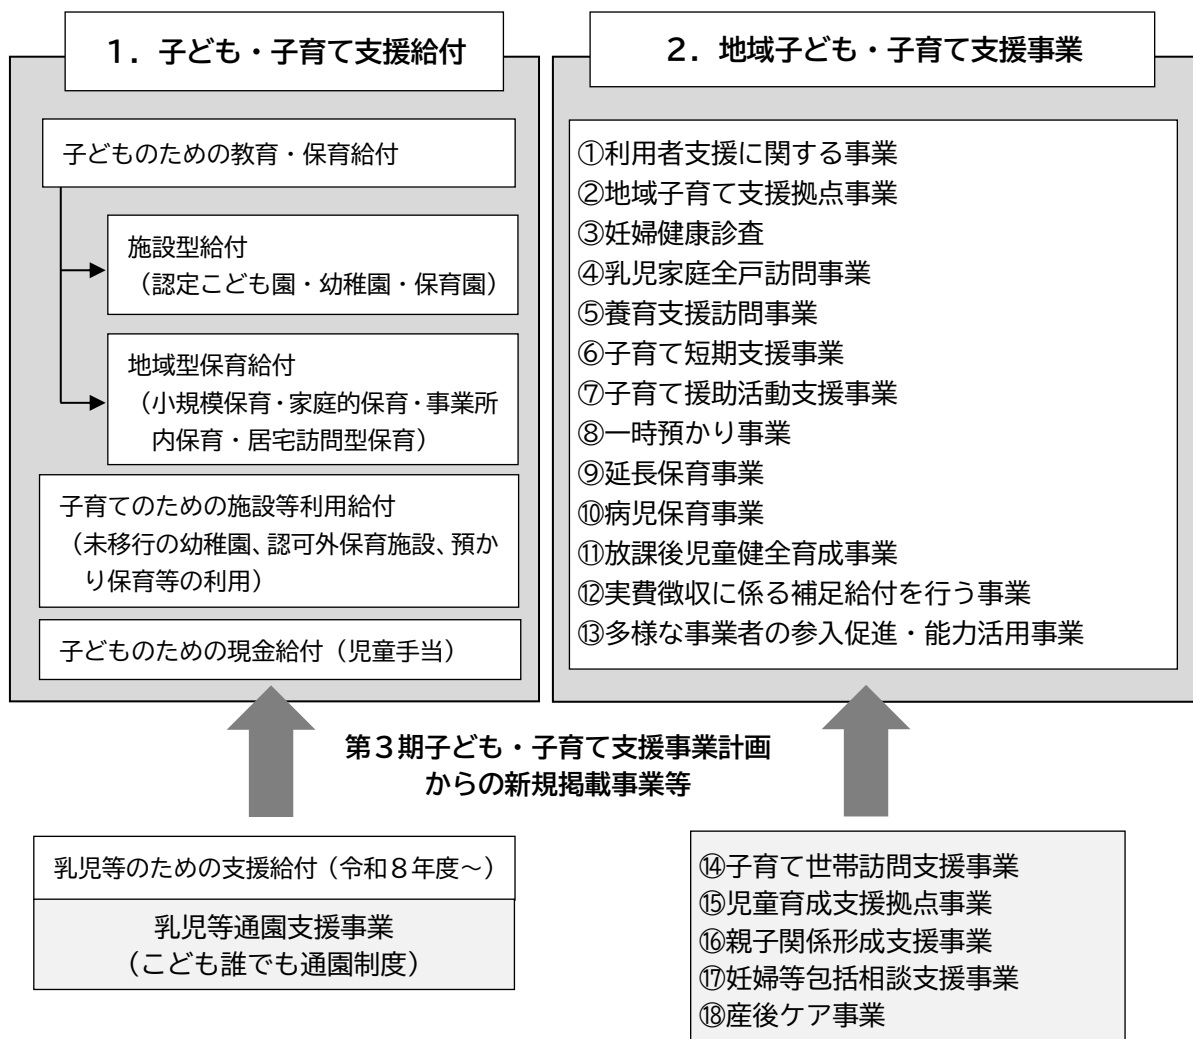 1．子ども・子育て支援給付
子どものための教育・保育給付
施設型給付
（認定こども園・幼稚園・保育園）
地域型保育給付
（小規模保育・家庭的保育・事業所
内保育・居宅訪問型保育）
子育てのための施設等利用給付
（未移行の幼稚園、認可外保育施設、預か
り保育等の利用）
子どものための現金給付（児童手当）
2．地域子ども・子育て支援事業
①利用者支援に関する事業
②地域子育て支援拠点事業
③妊婦健康診査
④乳児家庭全戸訪問事業
⑤養育支援訪問事業
⑥子育て短期支援事業
⑦子育て援助活動支援事業
⑧一時預かり事業
⑨延長保育事業
⑩病児保育事業
⑪放課後児童健全育成事業
⑫実費徴収に係る補足給付を行う事業
⑬多様な事業者の参入促進・能力活用事業
第３期子ども・子育て支援事業計画
からの新規掲載事業等
乳児等のための支援給付（令和８年度～）
乳児等通園支援事業
（こども誰でも通園制度）
⑭子育て世帯訪問支援事業
⑮児童育成支援拠点事業
⑯親子関係形成支援事業
⑰妊婦等包括相談支援事業
⑱産後ケア事業